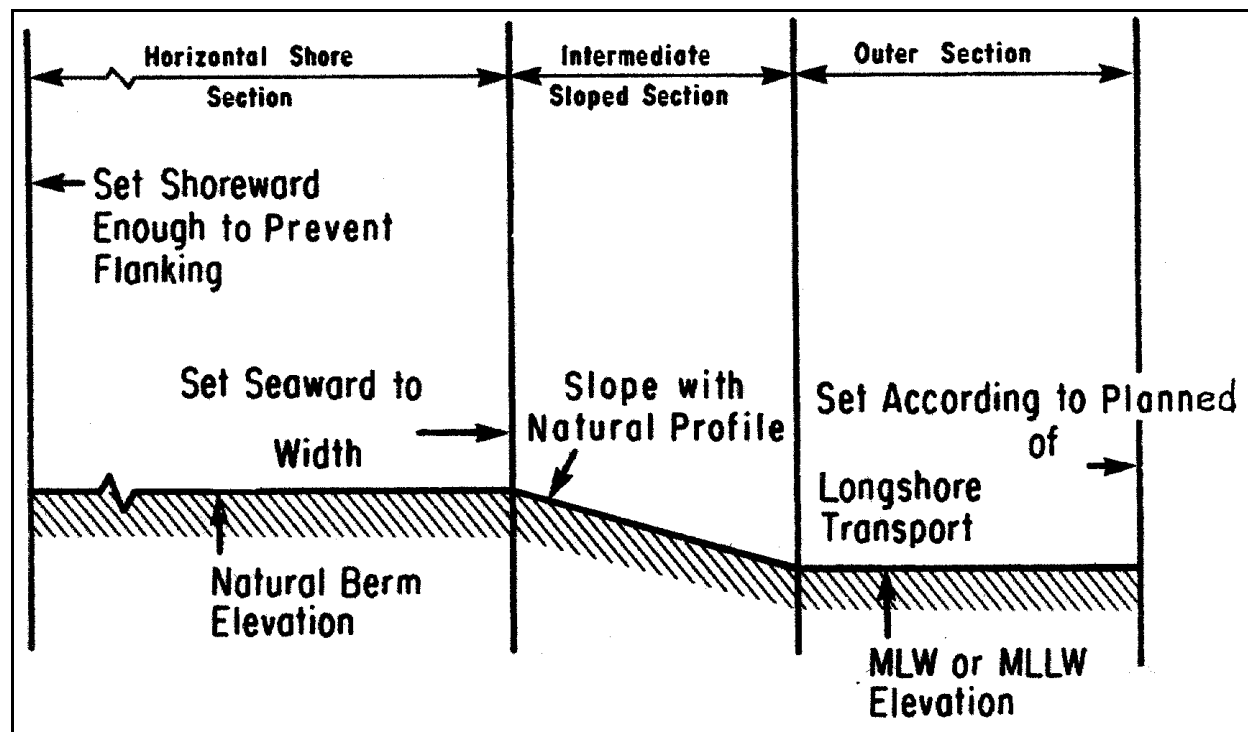 Horizontal Shore
Section
Intermediate
Sloped Section
Outer Section
Set Shoreward
Enough to Prevent
Flanking
Set Seaward to
Width
Slope with
Natural Profile
Set According to Planned
of
Longshore
Transport
Natural Berm
Elevation
MLW or MLLW
Elevation